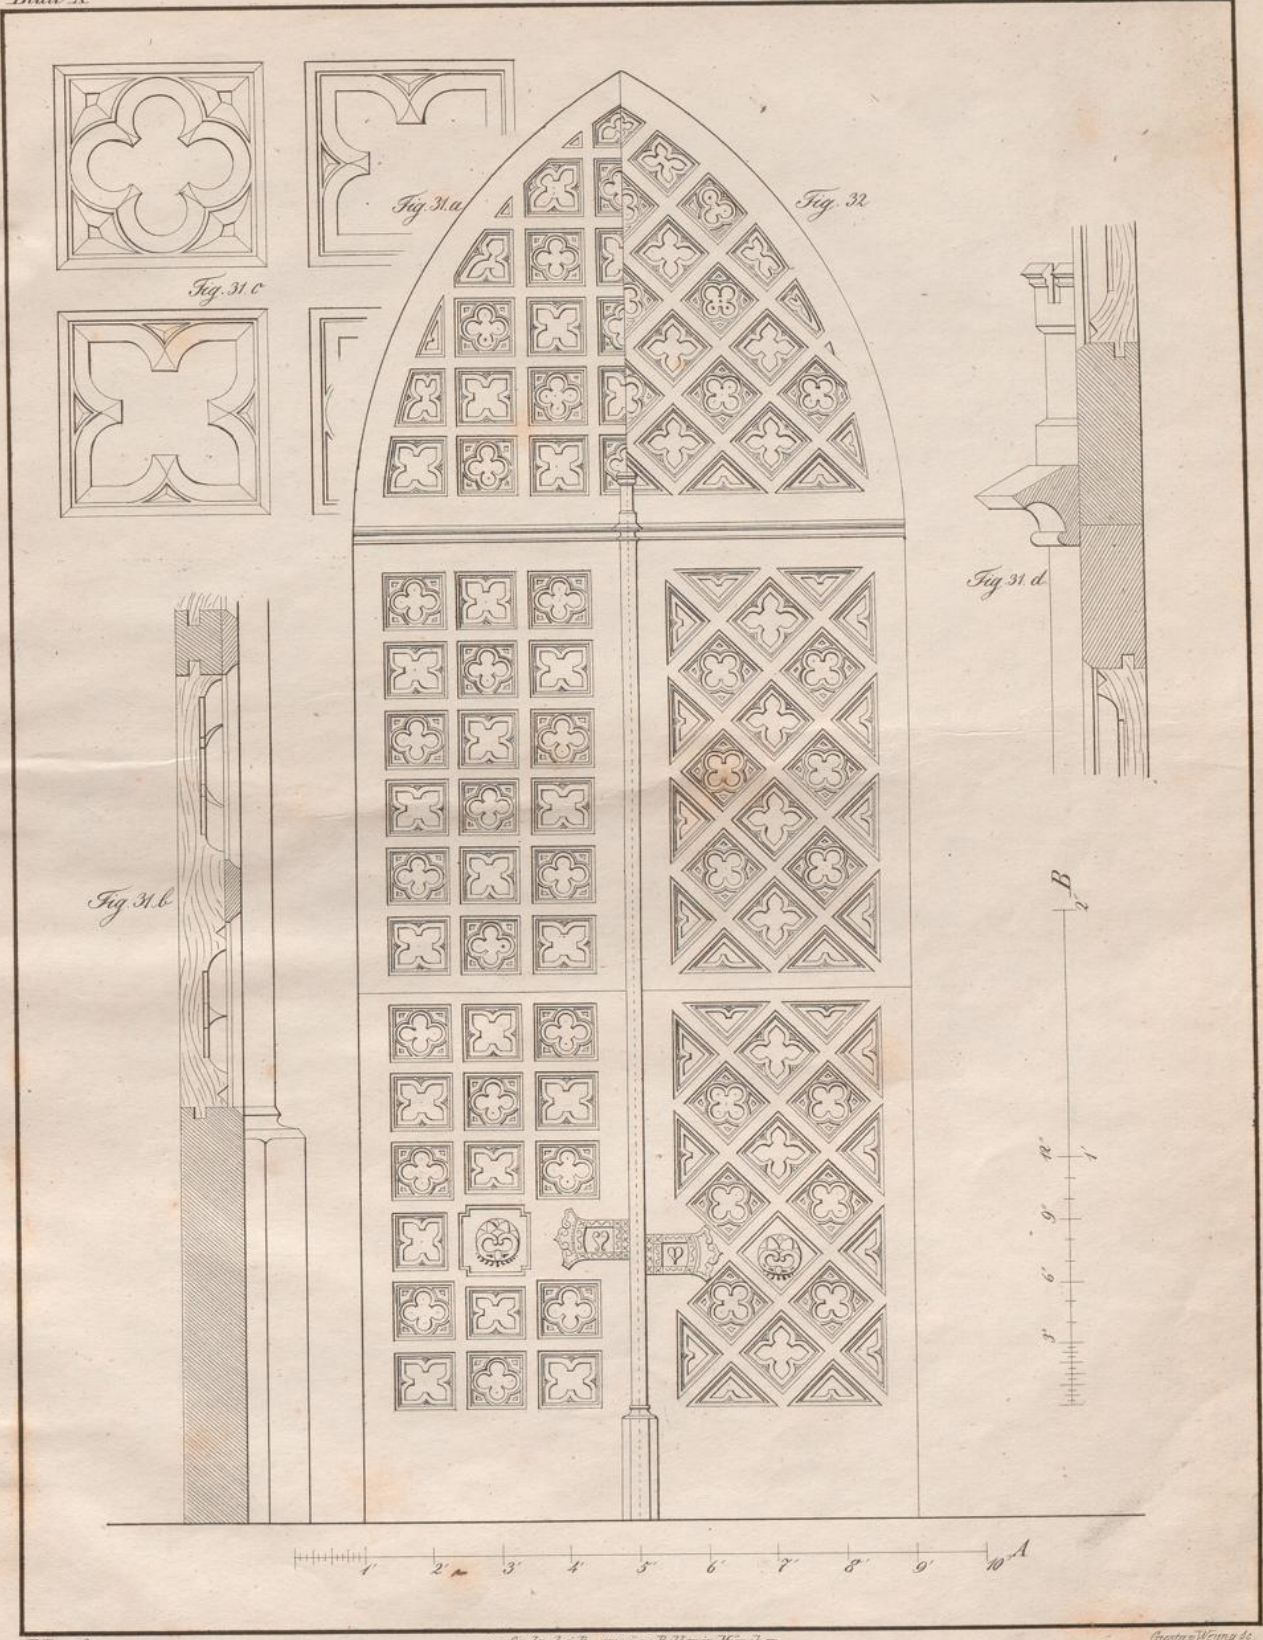 Blatt X
Fig. 31. a
Fig. 32
Fig. 31. c
Fig. 31. d
Fig. 31. b
B
2'
12" 1'
9"
6"
3"
1' 2' 3' 4' 5' 6' 7' 8' 9' 10' A